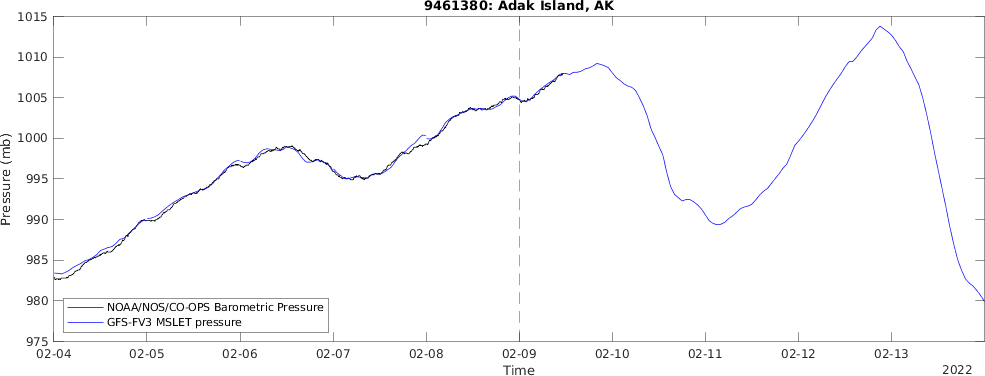 9461380: Adak Island, AK
Pressure (mb)
1015
1010
1005
1000
995
990
985
980
975
NOAA/NOS/CO-OPS Barometric Pressure
GFS-FV3 MSLET pressure
02-04 02-05 02-06 02-07 02-08 02-09 02-10 02-11 02-12 02-13
Time
2022